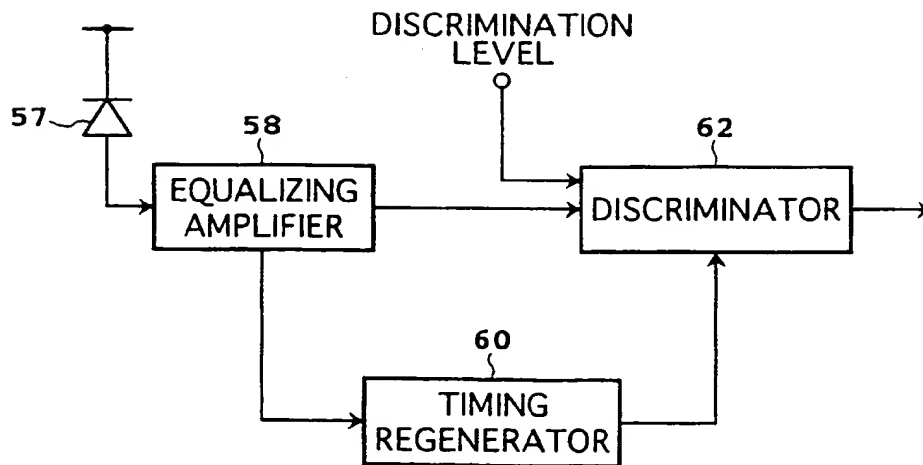 DISCRIMINATION
LEVEL
57
58
62
EQUALIZING
AMPLIFIER
DISCRIMINATOR
60
TIMING
REGENERATOR